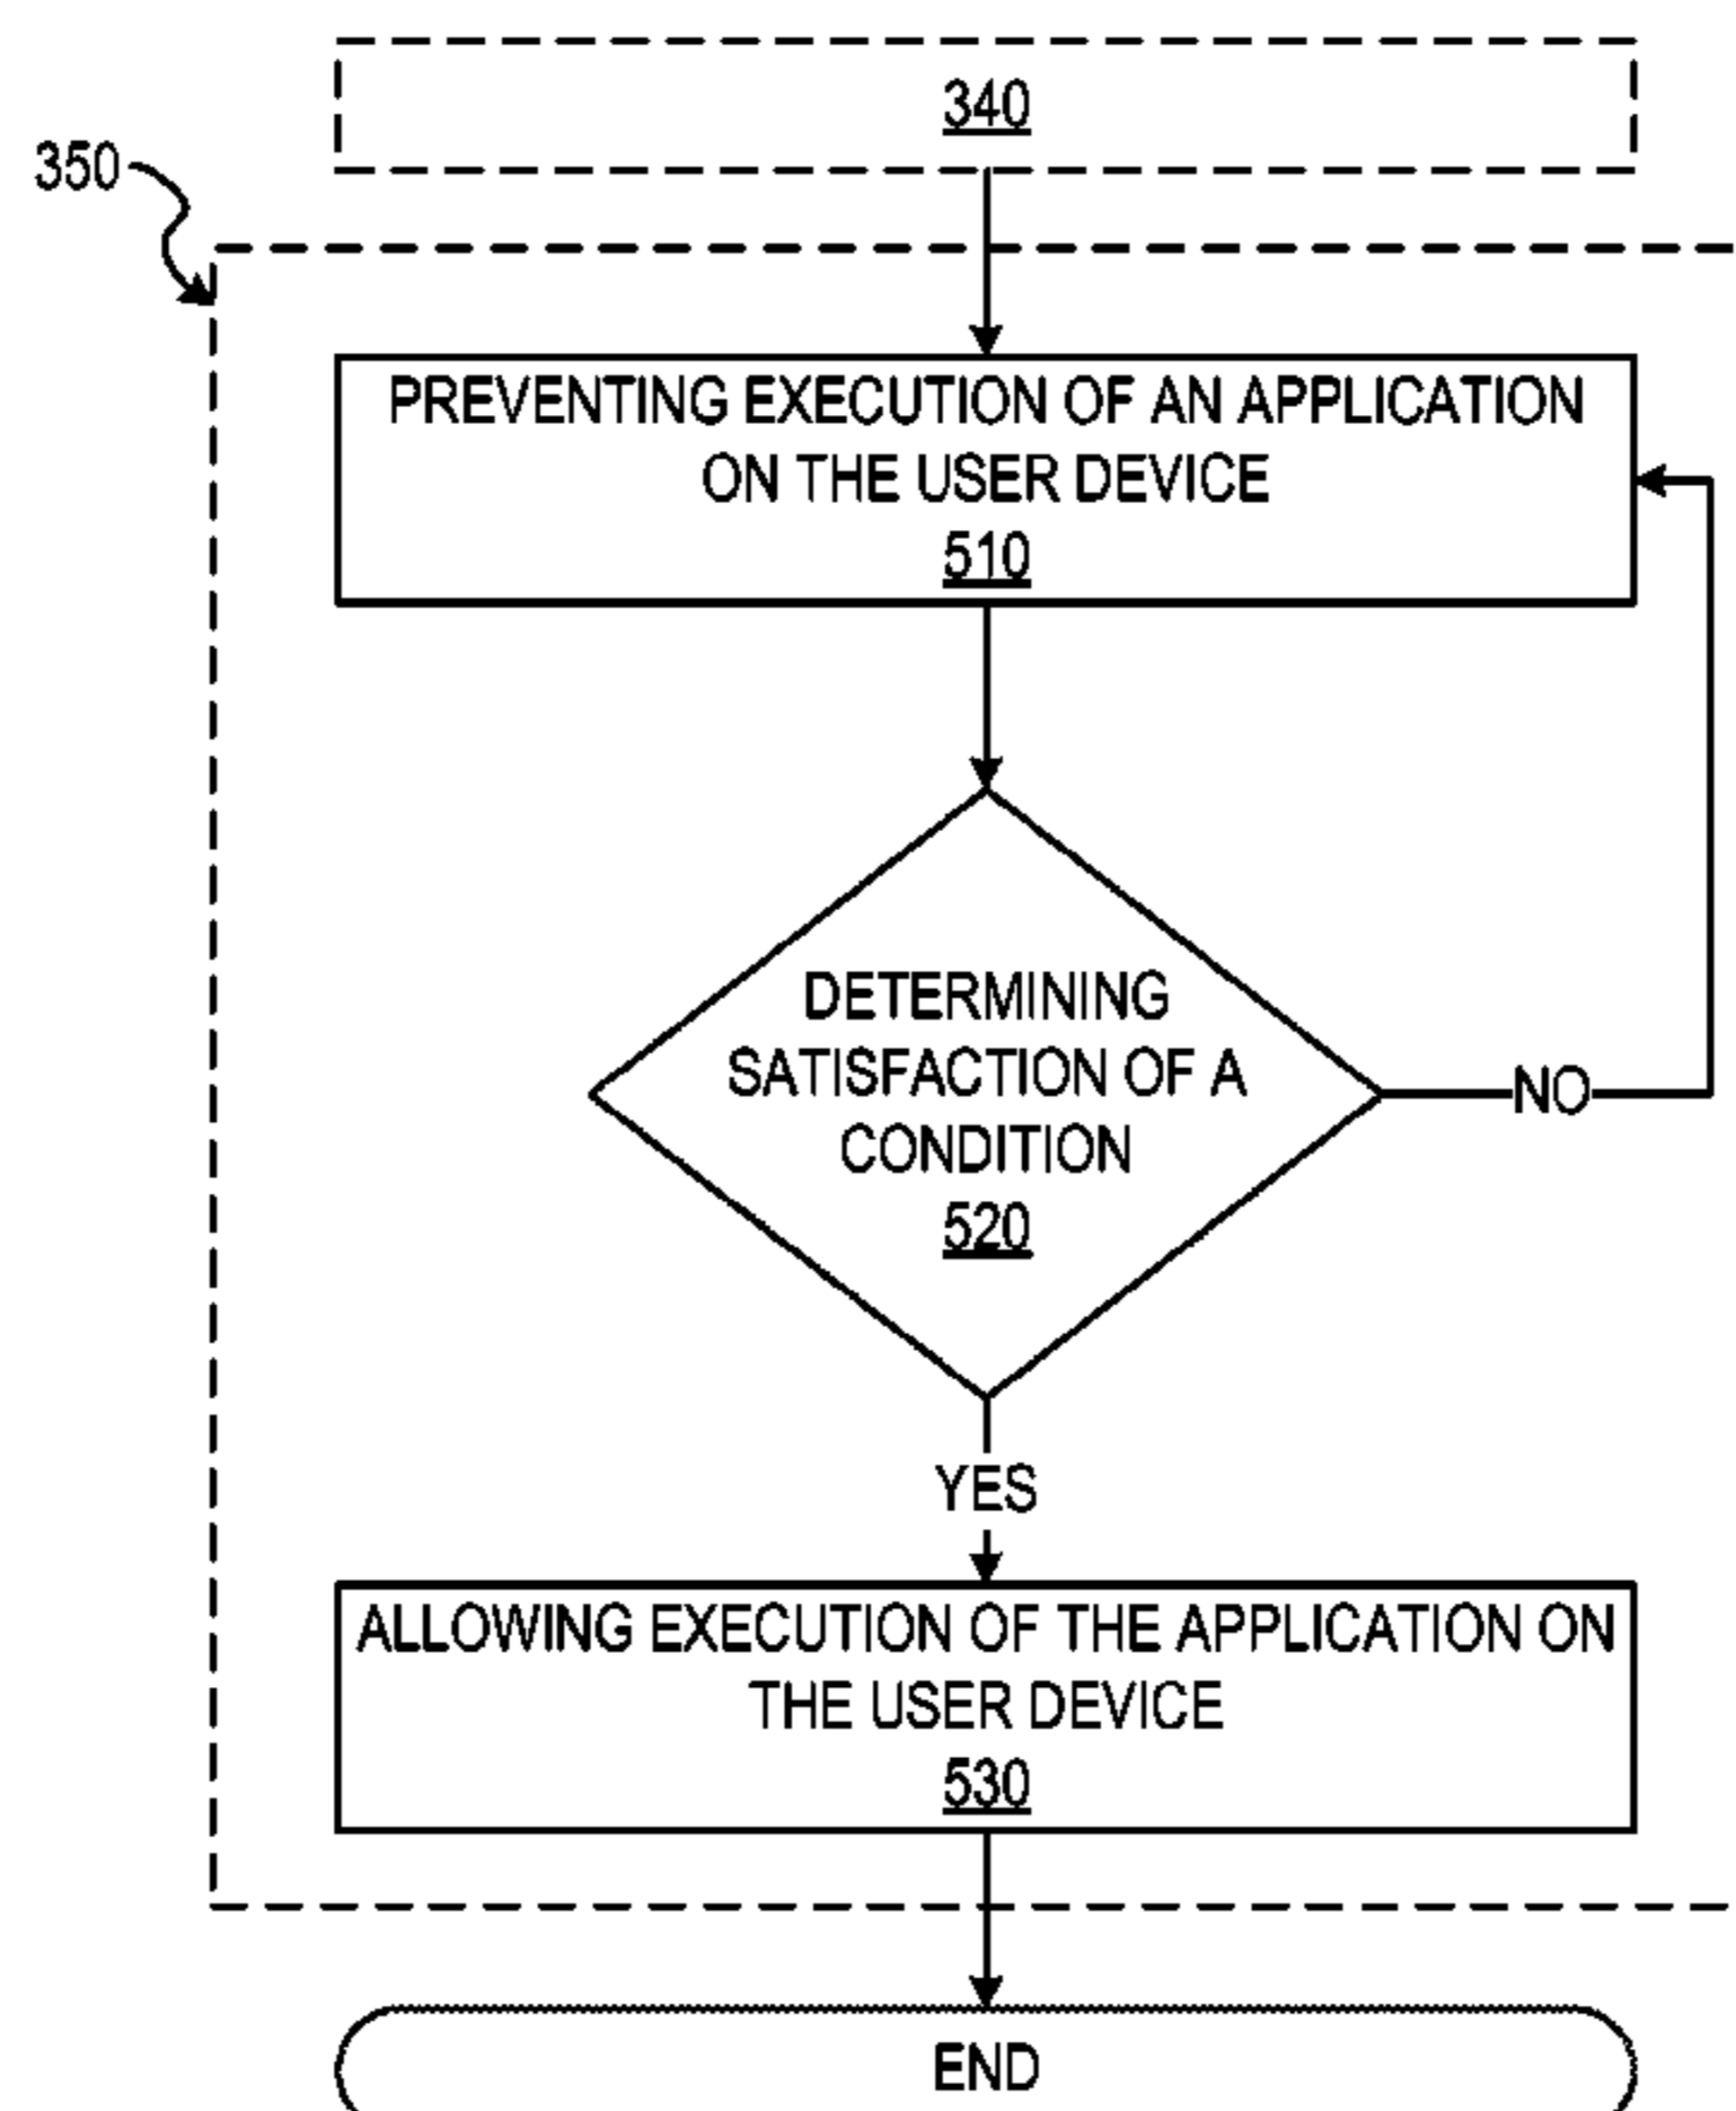 340
350
PREVENTING EXECUTION OF AN APPLICATION
ON THE USER DEVICE
510
DETERMINING
SATISFACTION OF A
CONDITION
520
NO
YES
ALLOWING EXECUTION OF THE APPLICATION ON
THE USER DEVICE
530
END